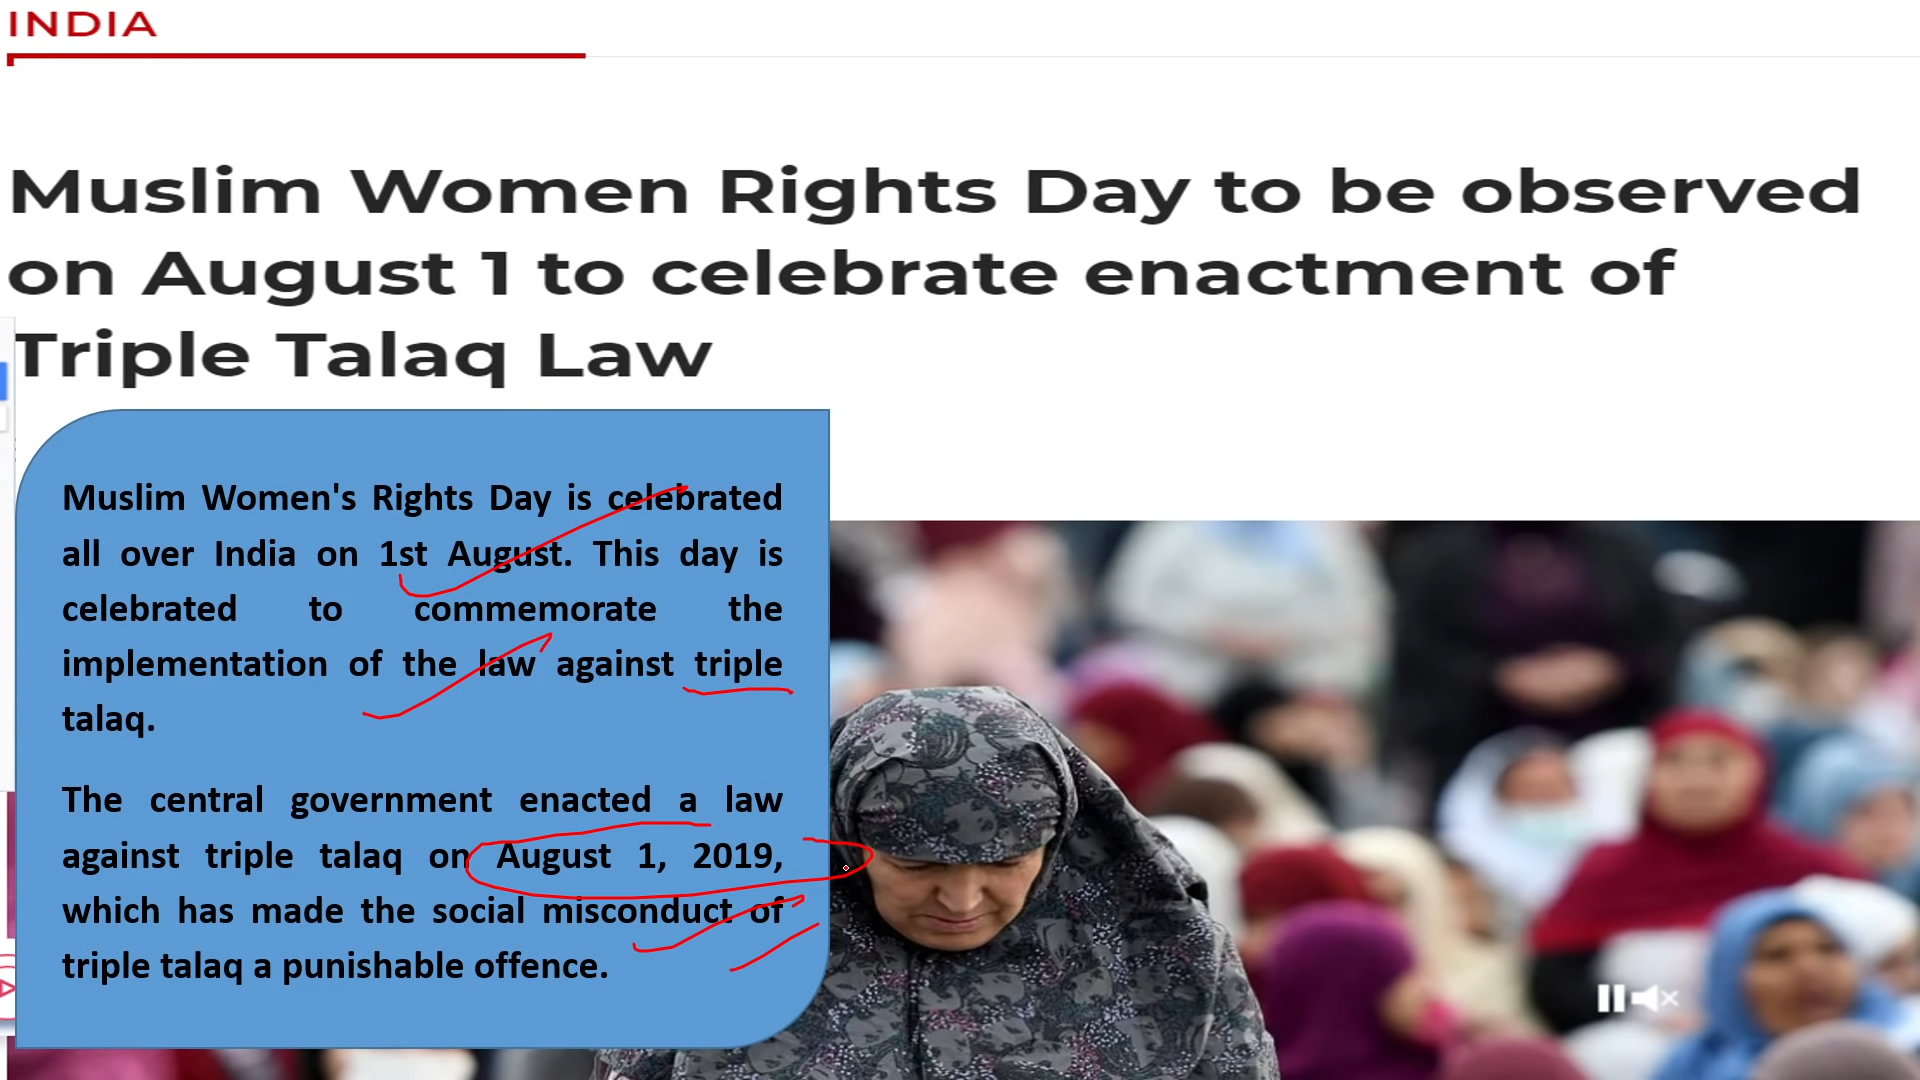 INDIA
Muslim Women Rights Day to be observed
on August 1 to celebrate enactment of
Triple Talaq Law
Muslim Women's Rights Day is celebrated
all over India on 1st August. This day is
celebrated to commemorate the
implementation of the law against triple
talaq.
The central government enacted a law
against triple talaq on August 1, 2019,
which has made the social misconduct of
triple talaq a punishable offence.